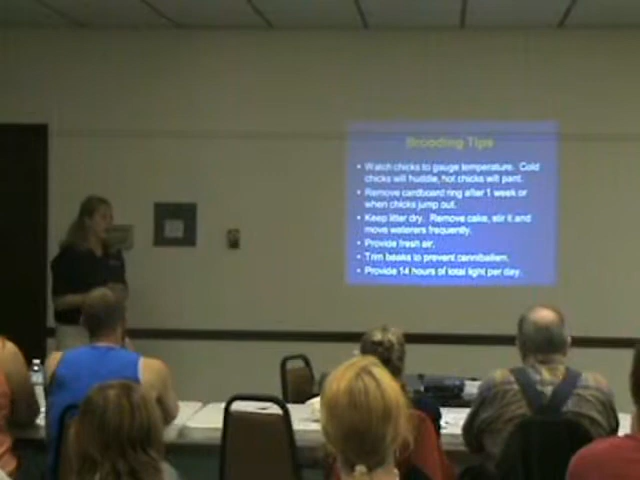 Brooding Tips
• Watch chicks to gauge temperature. Cold
chicks will huddle, hot chicks will pant.
• Remove cardboard ring after 1 week or
when chicks jump out.
• Keep litter dry. Remove cake, stir it and
move waterers frequently.
• Provide fresh air.
• Trim beaks to prevent cannibalism.
• Provide 14 hours of total light per day.